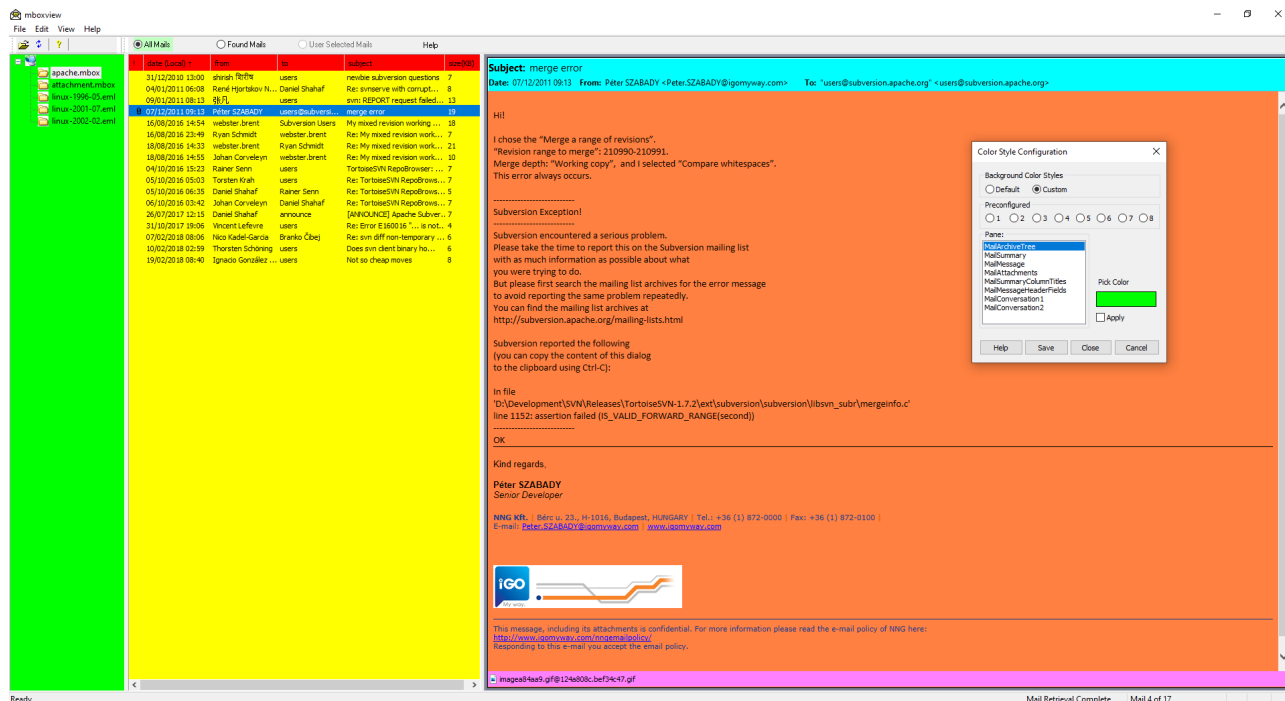 mboxview
File Edit View Help
All Mails Found Mails User Selected Mails Help
apache.mbox
attachment.mbox
linux-1996-05.eml
linux-2001-07.eml
linux-2002-02.eml
! date (Local) from to subject size(KB)
31/12/2010 13:00 shirish शिरीष users newbie subversion questions 7
04/01/2011 06:08 René Hjortskov N... Daniel Shahaf Re: svnserve with corrupt... 8
09/01/2011 08:13 张凡 users svn: REPORT request failed... 13
07/12/2011 09:13 Péter SZABADY users@subversi... merge error 19
16/08/2016 14:54 webster.brent Subversion Users My mixed revision working ... 18
16/08/2016 23:49 Ryan Schmidt webster.brent Re: My mixed revision work... 7
18/08/2016 14:33 webster.brent Ryan Schmidt Re: My mixed revision work... 21
18/08/2016 14:55 Johan Corveleyn webster.brent Re: My mixed revision work... 10
04/10/2016 15:23 Rainer Senn users TortoiseSVN RepoBrowser: ... 7
05/10/2016 05:03 Torsten Krah users Re: TortoiseSVN RepoBrows... 7
05/10/2016 06:35 Daniel Shahaf Rainer Senn Re: TortoiseSVN RepoBrows... 5
06/10/2016 03:42 Johan Corveleyn Daniel Shahaf Re: TortoiseSVN RepoBrows... 7
26/07/2017 12:15 Daniel Shahaf announce [ANNOUNCE] Apache Subver... 7
31/10/2017 19:06 Vincent Lefevre users Re: Error E160016 "... is not... 4
07/02/2018 08:06 Nico Kadel-Garcia Branko Čibej Re: svn diff non-temporary ... 6
10/02/2018 02:59 Thorsten Schöning users Does svn client binary ho... 6
19/02/2018 08:40 Ignacio González ... users Not so cheap moves 8
Subject: merge error
Date: 07/12/2011 09:13 From: Péter SZABADY <Peter.SZABADY@igomyway.com> To: "users@subversion.apache.org" <users@subversion.apache.org>
Hi!
I chose the “Merge a range of revisions”.
“Revision range to merge”: 210990-210991.
Merge depth: “Working copy”, and I selected “Compare whitespaces”.
This error always occurs.
---------------------------
Subversion Exception!
---------------------------
Subversion encountered a serious problem.
Please take the time to report this on the Subversion mailing list
with as much information as possible about what
you were trying to do.
But please first search the mailing list archives for the error message
to avoid reporting the same problem repeatedly.
You can find the mailing list archives at
http://subversion.apache.org/mailing-lists.html
Subversion reported the following
(you can copy the content of this dialog
to the clipboard using Ctrl-C):
In file
'D:\Development\SVN\Releases\TortoiseSVN-1.7.2\ext\subversion\subversion\libsvn_subr\mergeinfo.c'
line 1152: assertion failed (IS_VALID_FORWARD_RANGE(second))
---------------------------
OK
Kind regards,
Péter SZABADY
Senior Developer
NNG Kft. | Bérc u. 23., H-1016, Budapest, HUNGARY | Tel.: +36 (1) 872-0000 | Fax: +36 (1) 872-0100 |
E-mail: Peter.SZABADY@igomyway.com | www.igomyway.com
iGO
My way.
This message, including its attachments is confidential. For more information please read the e-mail policy of NNG here:
http://www.igomyway.com/nngemailpolicy/
Responding to this e-mail you accept the email policy.
imagea84aa9.gif@124a808c.bef34c47.gif
Color Style Configuration
Background Color Styles
Default Custom
Preconfigured
1 2 3 4 5 6 7 8
Pane:
MailArchiveTree
MailSummary
MailMessage
MailAttachments
MailSummaryColumnTitles
MailMessageHeaderFields
MailConversation1
MailConversation2
Pick Color
Apply
Help Save Close Cancel
Ready Mail Retrieval Complete Mail 4 of 17